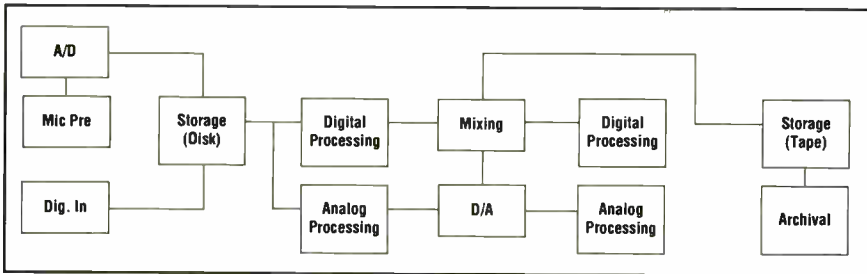 A/D
Mic Pre
Dig. In
Storage
(Disk)
Digital
Processing
Analog
Processing
Mixing
D/A
Digital
Processing
Analog
Processing
Storage
(Tape)
Archival